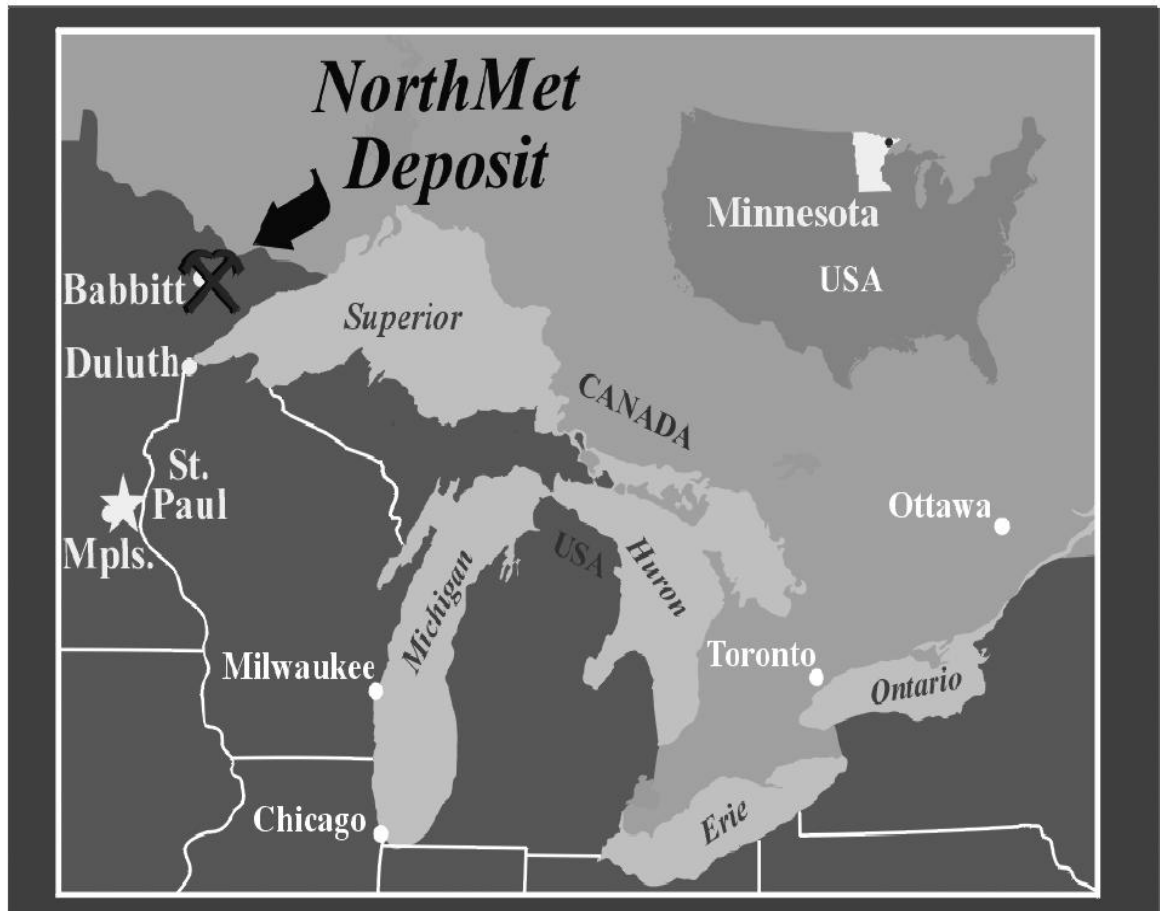 NorthMet
Deposit
Minnesota
USA
Babbitt
Superior
Duluth
CANADA
St.
Paul
Mpls.
Ottawa
USA
Huron
Michigan
Milwaukee
Toronto
Ontario
Chicago
Erie